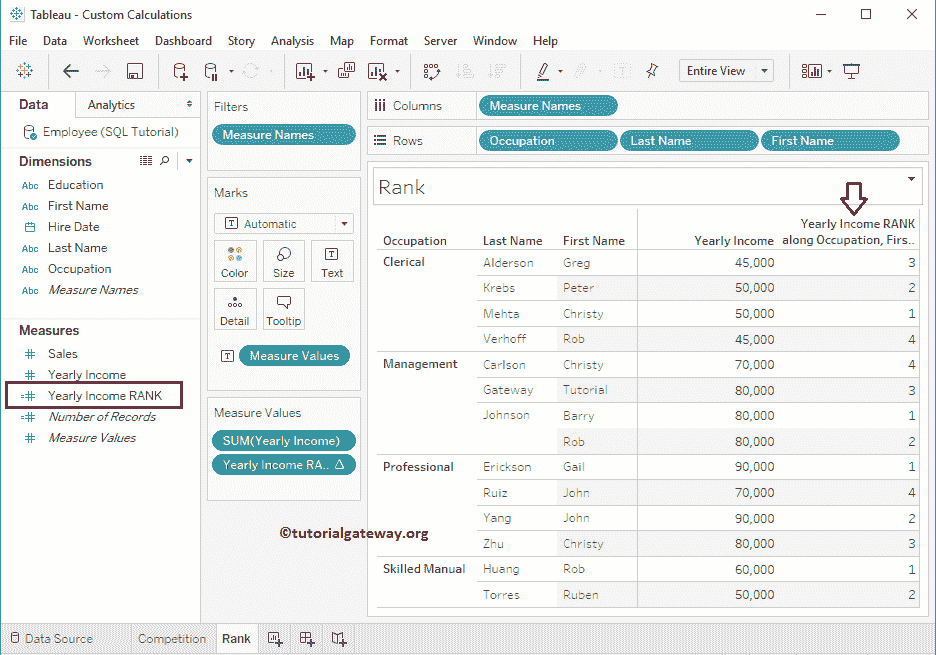 Tableau - Custom Calculations
File Data Worksheet Dashboard Story Analysis Map Format Server Window Help
Entire View
Data Analytics
Employee (SQL Tutorial)
Dimensions
Abc Education
Abc First Name
Hire Date
Abc Last Name
Abc Occupation
Abc Measure Names
Measures
Sales
Yearly Income
Yearly Income RANK
Number of Records
Measure Values
Filters
Measure Names
Marks
T Automatic
Color Size Text
Detail Tooltip
T Measure Values
Measure Values
SUM(Yearly Income)
Yearly Income RA.. Δ
Columns Measure Names
Rows Occupation Last Name First Name
Rank
Yearly Income RANK
Occupation Last Name First Name Yearly Income along Occupation, Firs..
Clerical Alderson Greg 45,000 3
Krebs Peter 50,000 2
Mehta Christy 50,000 1
Verhoff Rob 45,000 4
Management Carlson Christy 70,000 4
Gateway Tutorial 80,000 3
Johnson Barry 80,000 1
Rob 80,000 2
Professional Erickson Gail 90,000 1
Ruiz John 70,000 4
Yang John 90,000 2
Zhu Christy 80,000 3
Skilled Manual Huang Rob 60,000 1
Torres Ruben 50,000 2
©tutorialgateway.org
Data Source Competition Rank